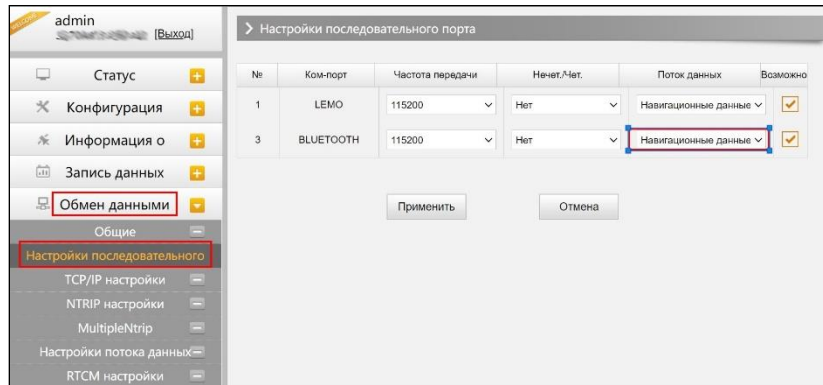 WELCOME
admin
[Выход]
Статус
Конфигурация
Информация о
Запись данных
Обмен данными
Общие
Настройки последовательного
TCP/IP настройки
NTRIP настройки
MultipleNtrip
Настройки потока данных
RTCM настройки
Настройки последовательного порта
№ Ком-порт Частота передачи Нечет./Чет. Поток данных Возможно
1 LEMO 115200 Нет Навигационные данные
3 BLUETOOTH 115200 Нет Навигационные данные
Применить Отмена